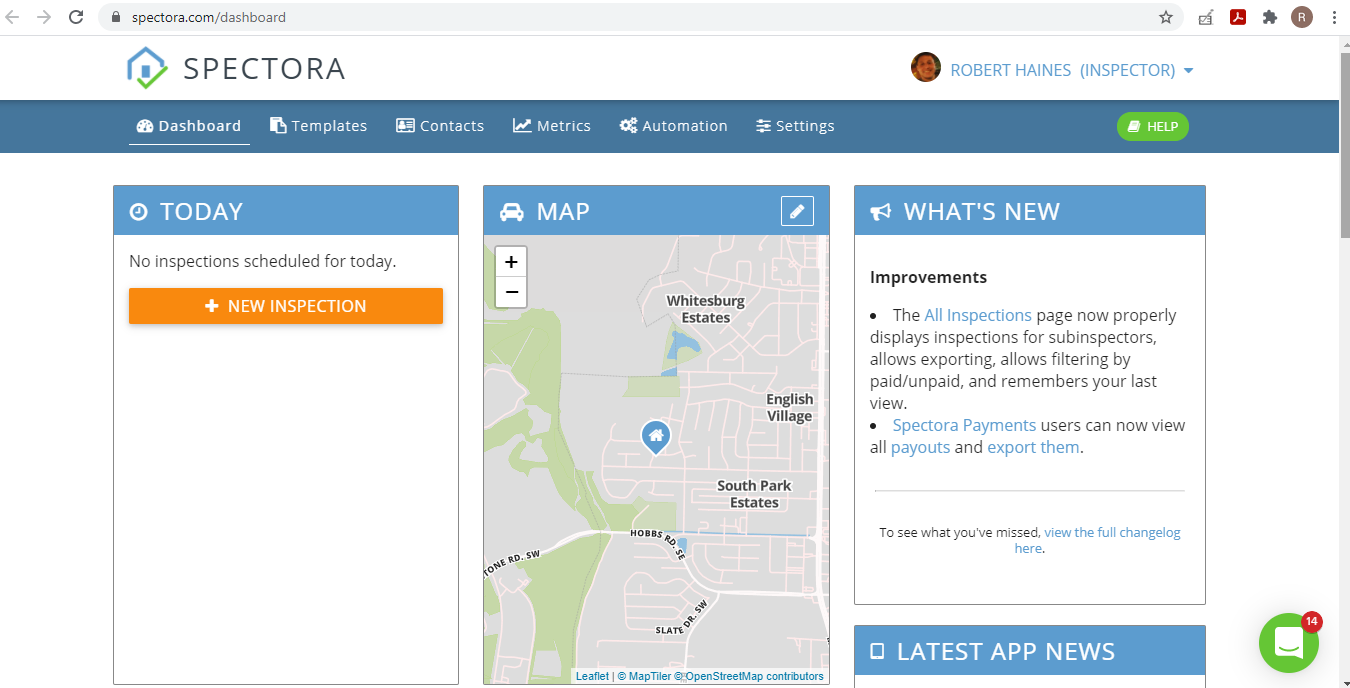 spectora.com/dashboard
R
SPECTORA
ROBERT HAINES (INSPECTOR)
Dashboard
Templates
Contacts
Metrics
Automation
Settings
HELP
TODAY
No inspections scheduled for today.
+ NEW INSPECTION
MAP
+
−
Whitesburg
Estates
English
Village
South Park
Estates
HOBBS RD. SE
TONE RD. SW
SLATE DR. SW
Leaflet | © MapTiler © OpenStreetMap contributors
WHAT'S NEW
Improvements
• The All Inspections page now properly
displays inspections for subinspectors,
allows exporting, allows filtering by
paid/unpaid, and remembers your last
view.
• Spectora Payments users can now view
all payouts and export them.
To see what you've missed, view the full changelog
here.
LATEST APP NEWS
14